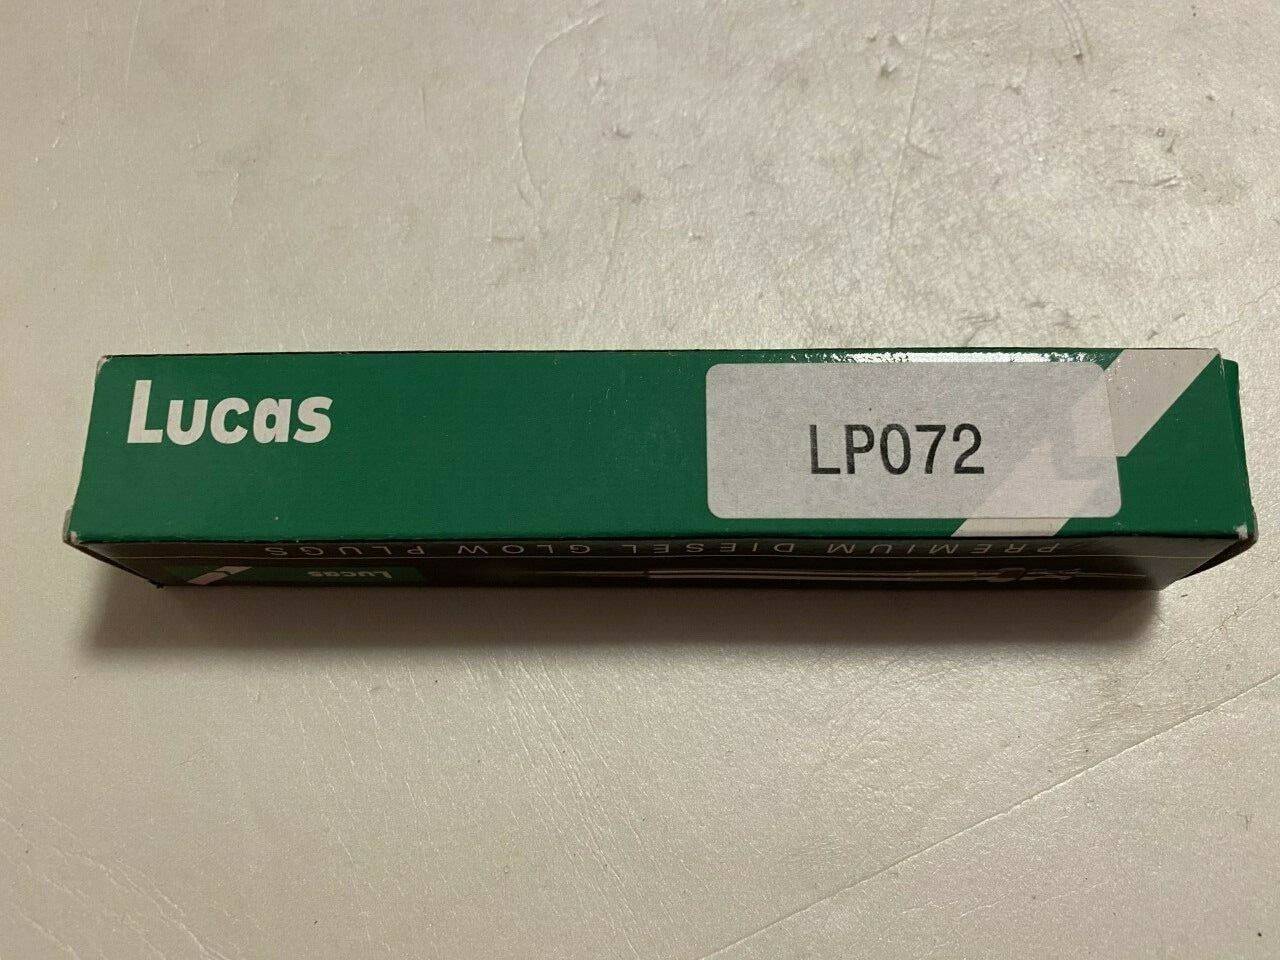 Lucas
LP072
PREMIUM DIESEL GLOW PLUGS
Lucas